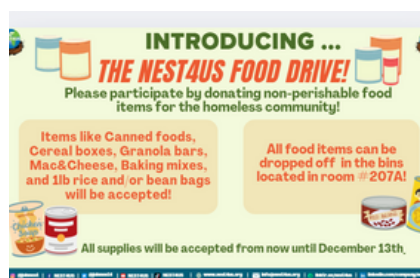 INTRODUCING ...
THE NEST4US FOOD DRIVE!
Please participate by donating non-perishable food
items for the homeless community!
Items like Canned foods,
Cereal boxes, Granola bars,
Mac&Cheese, Baking mixes,
and 1lb rice and/or bean bags
will be accepted!
All food items can be
dropped off in the bins
located in room #207A!
Chicken
Soup
All supplies will be accepted from now until December 13th